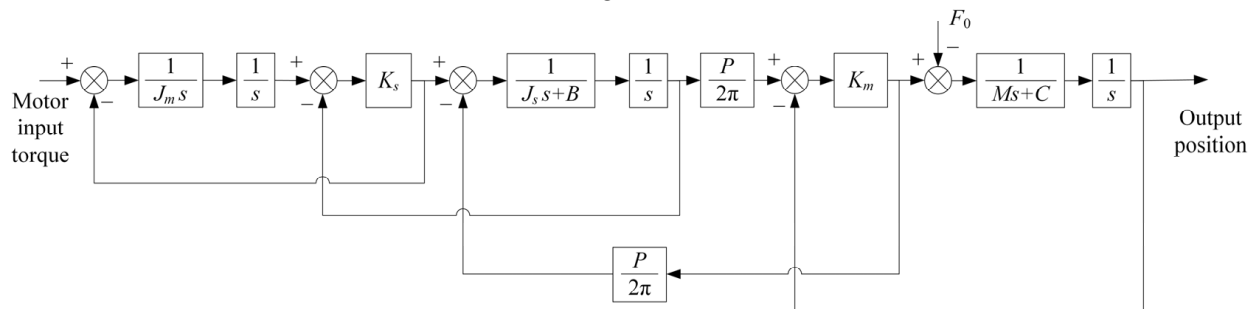 F₀
+ − 1 / Jₘ s 1 / s + − Kₛ + − 1 / Jₛ s+B 1 / s P / 2π + − Kₘ + − 1 / Ms+C 1 / s
Motor
input
torque
Output
position
P / 2π